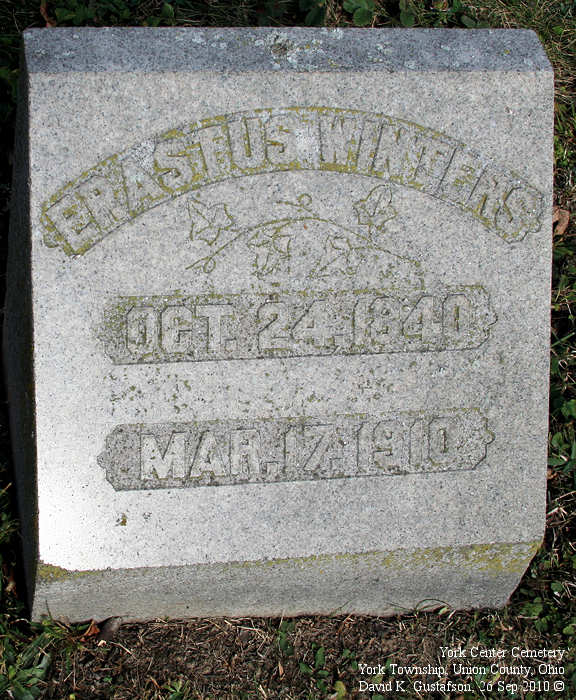 ERASTUS WINTERS
OCT. 24, 1840
MAR. 17, 1910
York Center Cemetery
York Township, Union County, Ohio
David K. Gustafson, 26 Sep 2010 ©